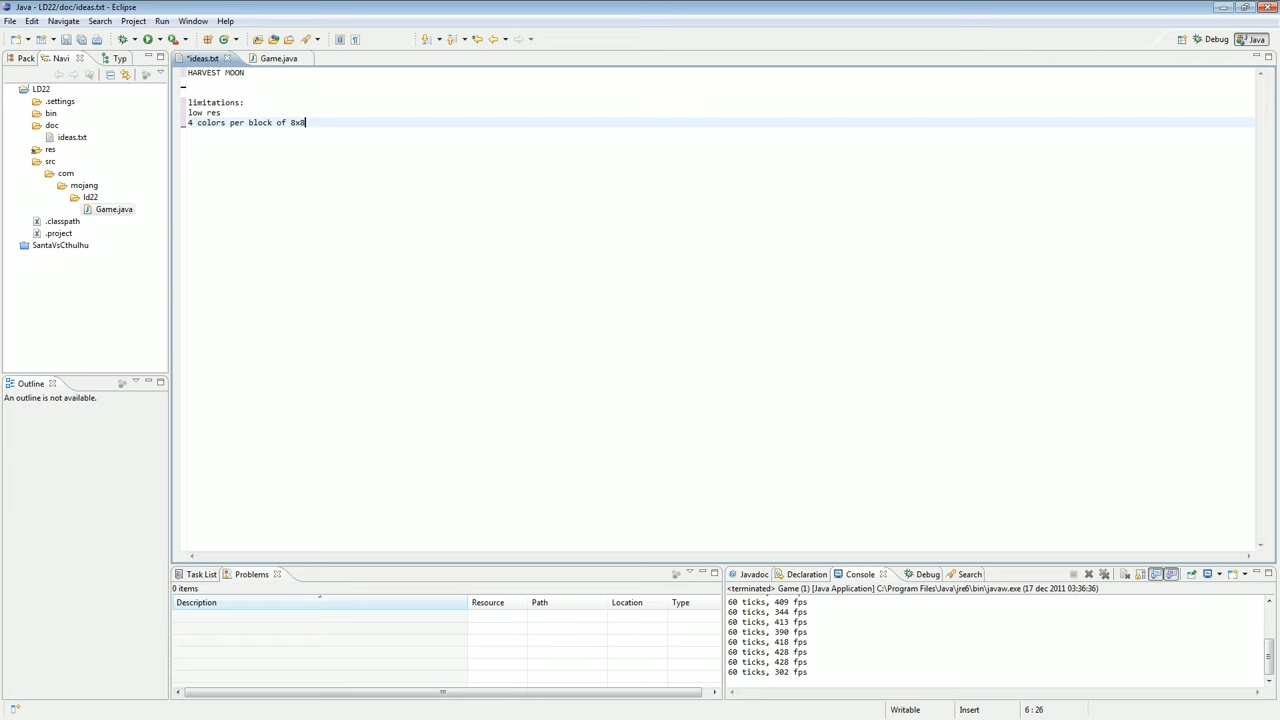 Java - LD22/doc/ideas.txt - Eclipse
File Edit Navigate Search Project Run Window Help
Debug Java
Pack Navi Typ
*ideas.txt Game.java
LD22
.settings
bin
doc
ideas.txt
res
src
com
mojang
ld22
Game.java
.classpath
.project
SantaVsCthulhu
HARVEST MOON
limitations:
low res
4 colors per block of 8x8
Outline
An outline is not available.
Task List Problems
0 items
Description Resource Path Location Type
Javadoc Declaration Console Debug Search
<terminated> Game (1) [Java Application] C:\Program Files\Java\jre6\bin\javaw.exe (17 dec 2011 03:36:36)
60 ticks, 409 fps
60 ticks, 344 fps
60 ticks, 413 fps
60 ticks, 390 fps
60 ticks, 418 fps
60 ticks, 428 fps
60 ticks, 428 fps
60 ticks, 302 fps
Writable Insert 6 : 26